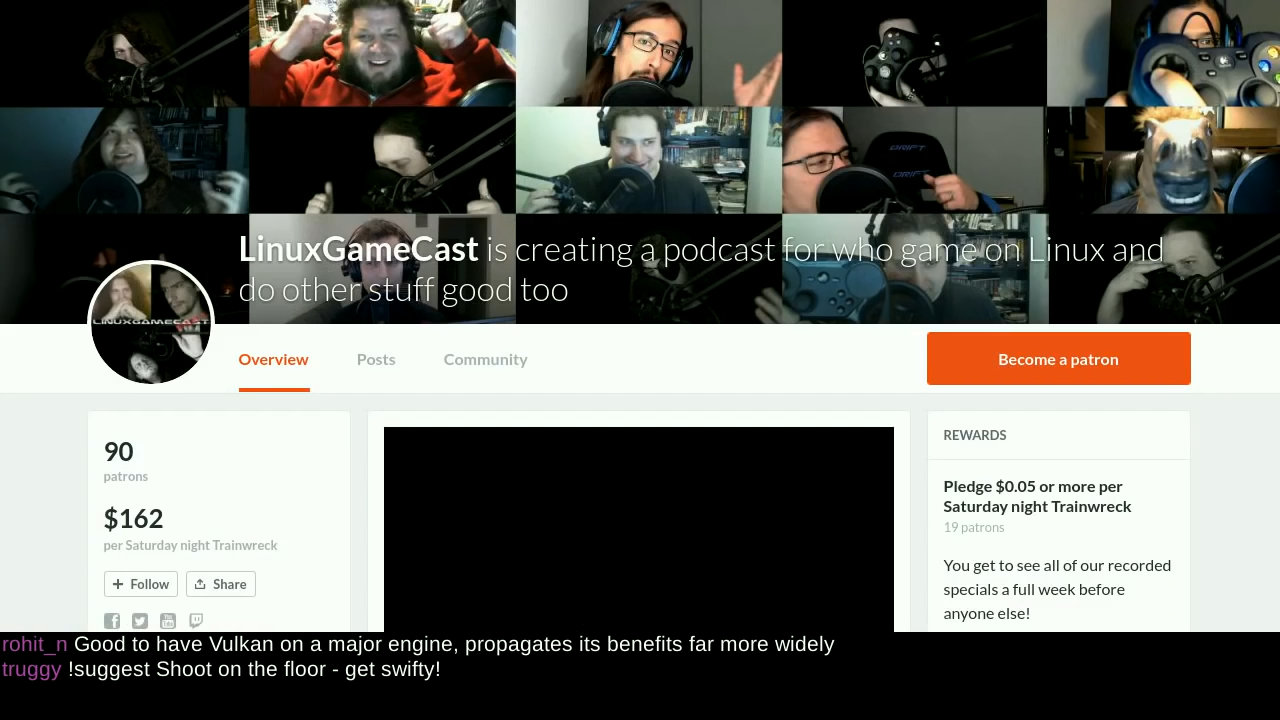 DRIFT
DRIFT
LinuxGameCast is creating a podcast for who game on Linux and
do other stuff good too
LINUXGAMECAST
Overview
Posts
Community
Become a patron
90
patrons
$162
per Saturday night Trainwreck
+ Follow
Share
REWARDS
Pledge $0.05 or more per
Saturday night Trainwreck
19 patrons
You get to see all of our recorded
specials a full week before
anyone else!
rohit_n Good to have Vulkan on a major engine, propagates its benefits far more widely
truggy !suggest Shoot on the floor - get swifty!